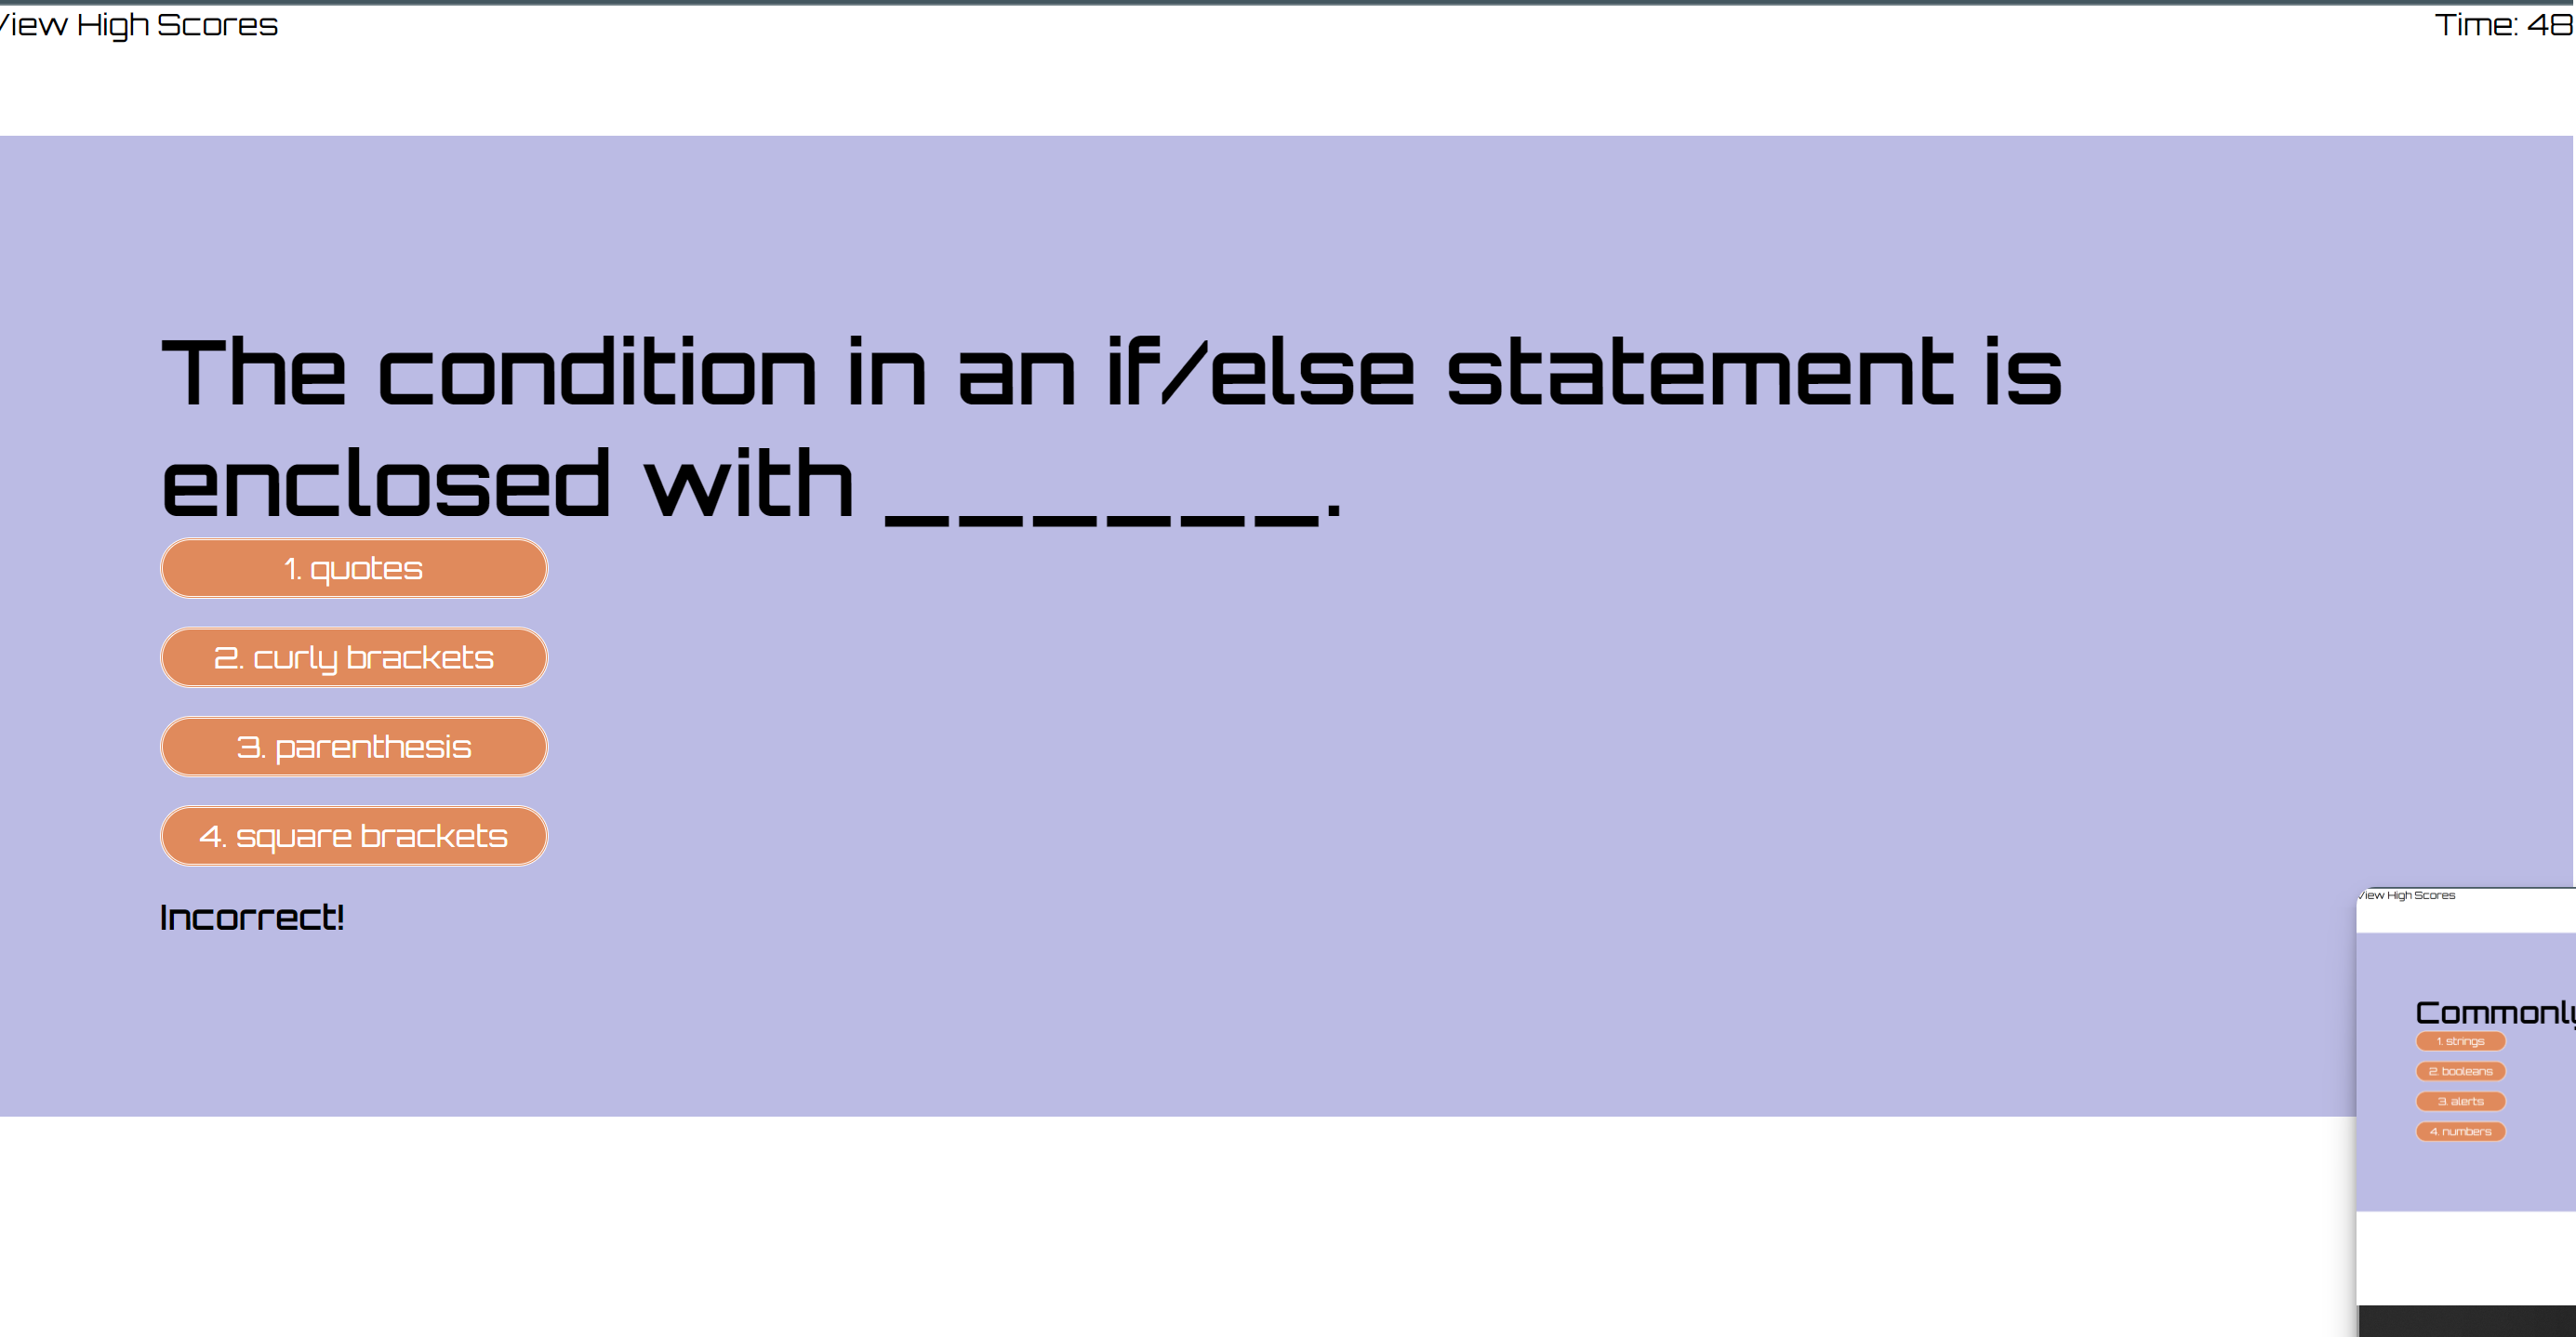 View High Scores
Time: 48
The condition in an if/else statement is
enclosed with ______.
1. quotes
2. curly brackets
3. parenthesis
4. square brackets
Incorrect!
View High Scores
Commonly
1. strings
2. booleans
3. alerts
4. numbers